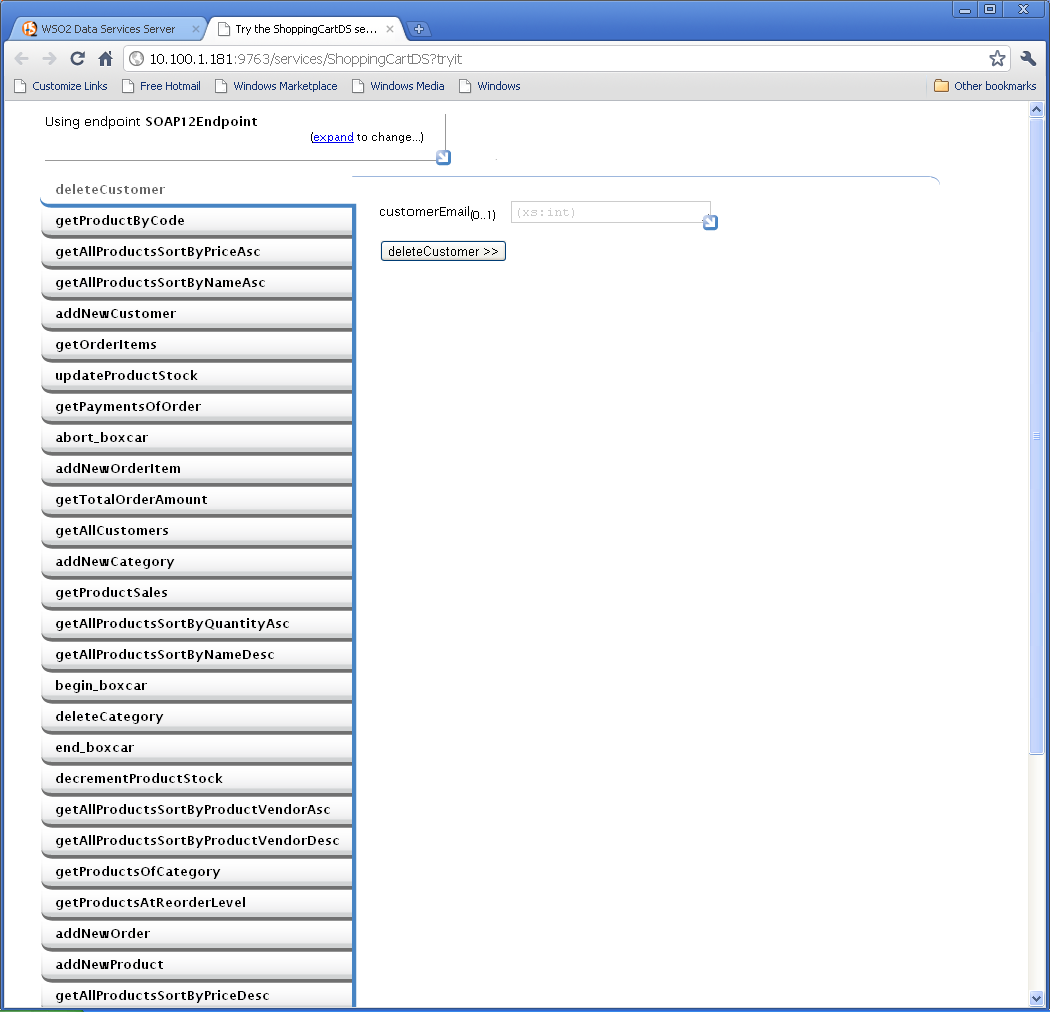 WSO2 Data Services Server
Try the ShoppingCartDS se...
10.100.1.181:9763/services/ShoppingCartDS?tryit
Customize Links Free Hotmail Windows Marketplace Windows Media Windows Other bookmarks
Using endpoint SOAP12Endpoint
(expand to change...)
deleteCustomer
customerEmail(0..1) (xs:int)
deleteCustomer >>
getProductByCode
getAllProductsSortByPriceAsc
getAllProductsSortByNameAsc
addNewCustomer
getOrderItems
updateProductStock
getPaymentsOfOrder
abort_boxcar
addNewOrderItem
getTotalOrderAmount
getAllCustomers
addNewCategory
getProductSales
getAllProductsSortByQuantityAsc
getAllProductsSortByNameDesc
begin_boxcar
deleteCategory
end_boxcar
decrementProductStock
getAllProductsSortByProductVendorAsc
getAllProductsSortByProductVendorDesc
getProductsOfCategory
getProductsAtReorderLevel
addNewOrder
addNewProduct
getAllProductsSortByPriceDesc